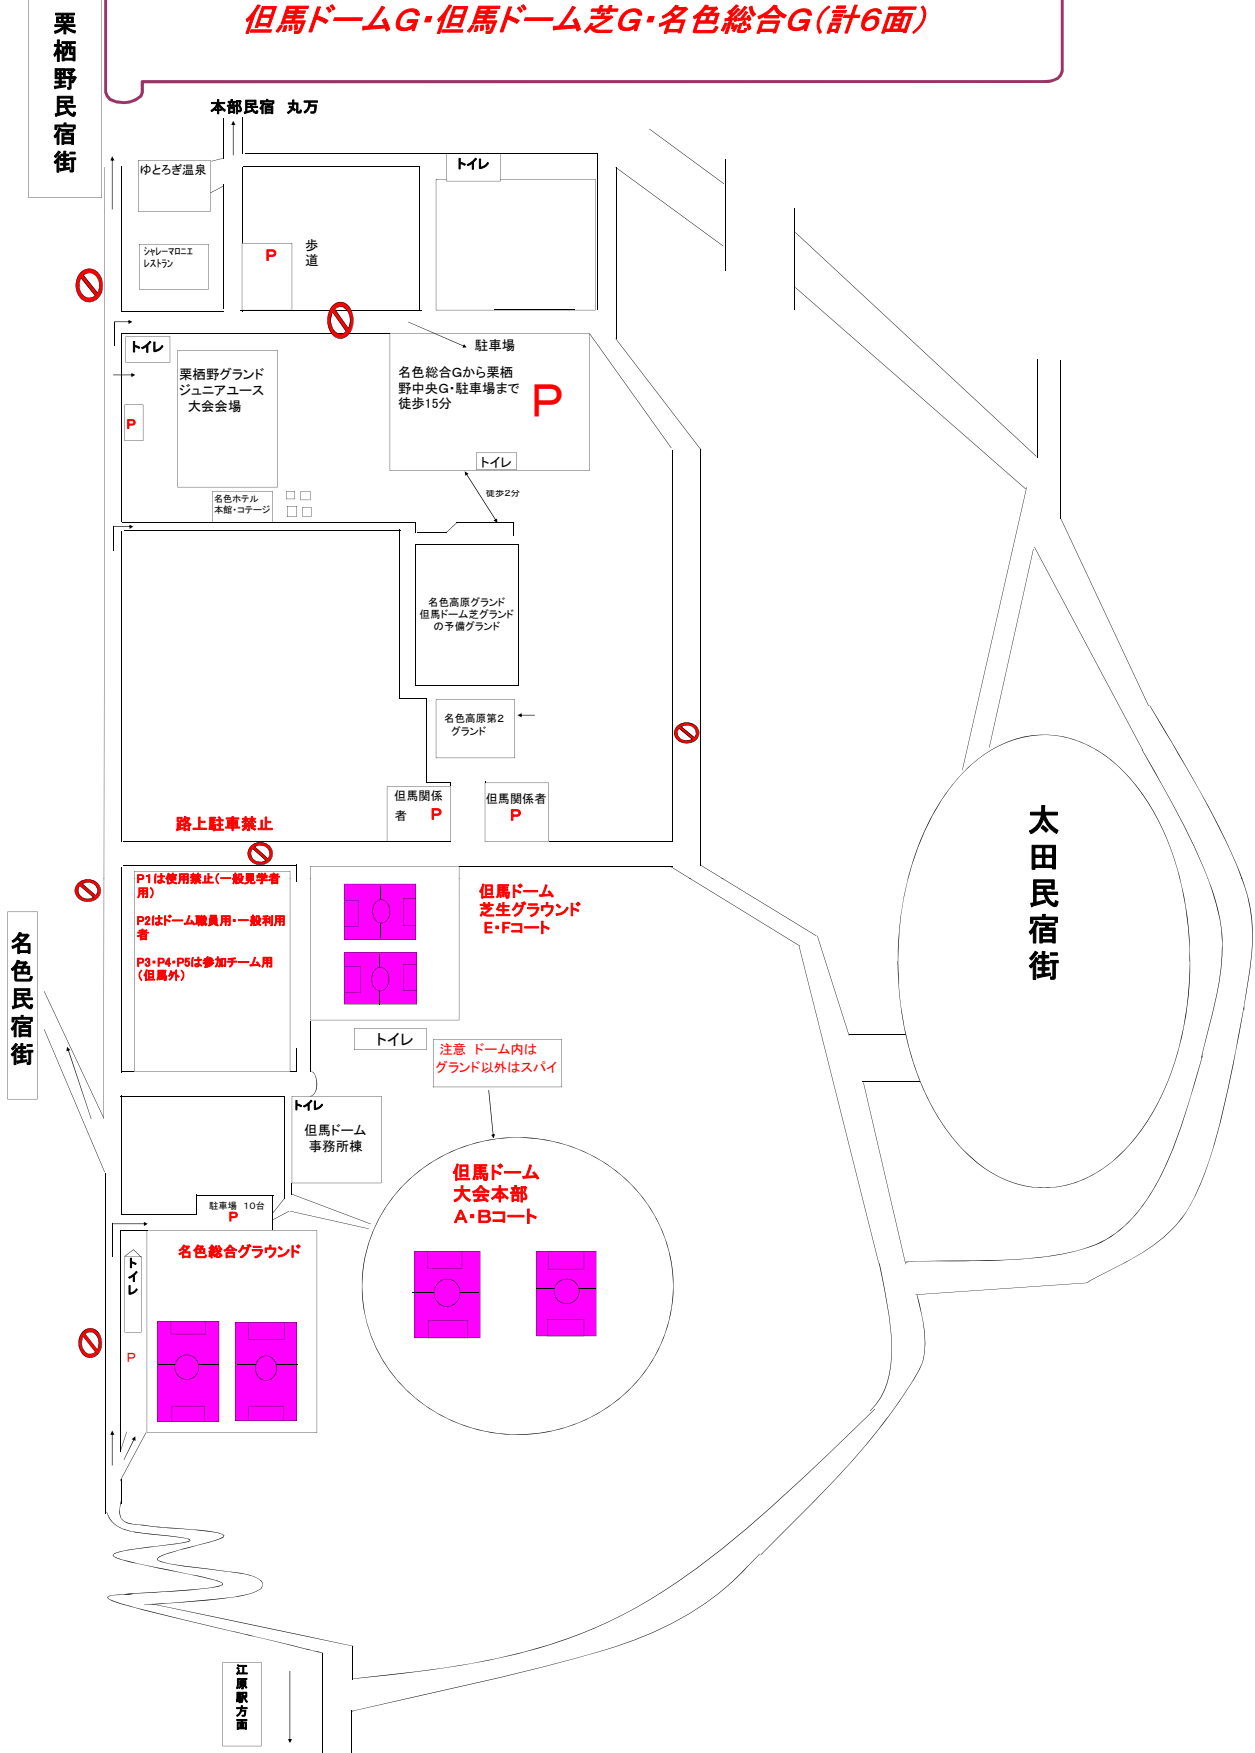 但馬ドームG・但馬ドーム芝G・名色総合G(計6面)
栗栖野民宿街
本部民宿　丸万
ゆとろぎ温泉
トイレ
シャレーマロニエ
レストラン
P
歩道
トイレ
栗栖野グランド
ジュニアユース
大会会場
P
駐車場
名色総合Gから栗栖
野中央G・駐車場まで
徒歩15分
P
トイレ
徒歩2分
名色ホテル
本館・コテージ
名色高原グランド
但馬ドーム芝グランド
の予備グランド
名色高原第2
グランド
但馬関係
者　P
但馬関係者
P
路上駐車禁止
P1は使用禁止(一般見学者
用)
P2はドーム職員用・一般利用
者
P3・P4・P5は参加チーム用
(但馬外)
但馬ドーム
芝生グラウンド
E・Fコート
太田民宿街
名色民宿街
トイレ
注意 ドーム内は
グランド以外はスパイ
トイレ
但馬ドーム
事務所棟
但馬ドーム
大会本部
A・Bコート
駐車場 10台
P
名色総合グラウンド
トイレ
P
江原駅方面